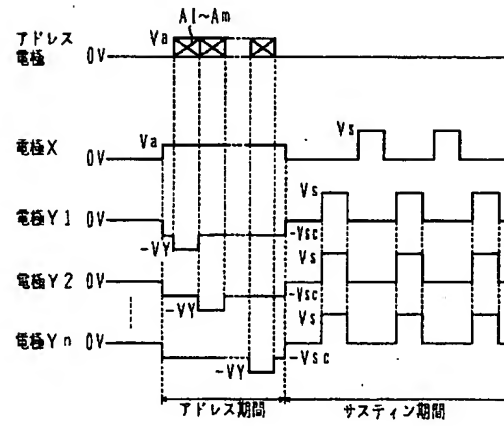 A1~Am
アドレス電極 0V Va
電極X 0V Va Vs
電極Y1 0V -VY -Vsc Vs
電極Y2 0V -VY -Vsc Vs
電極Yn 0V -VY -Vsc Vs
アドレス期間 サスティン期間